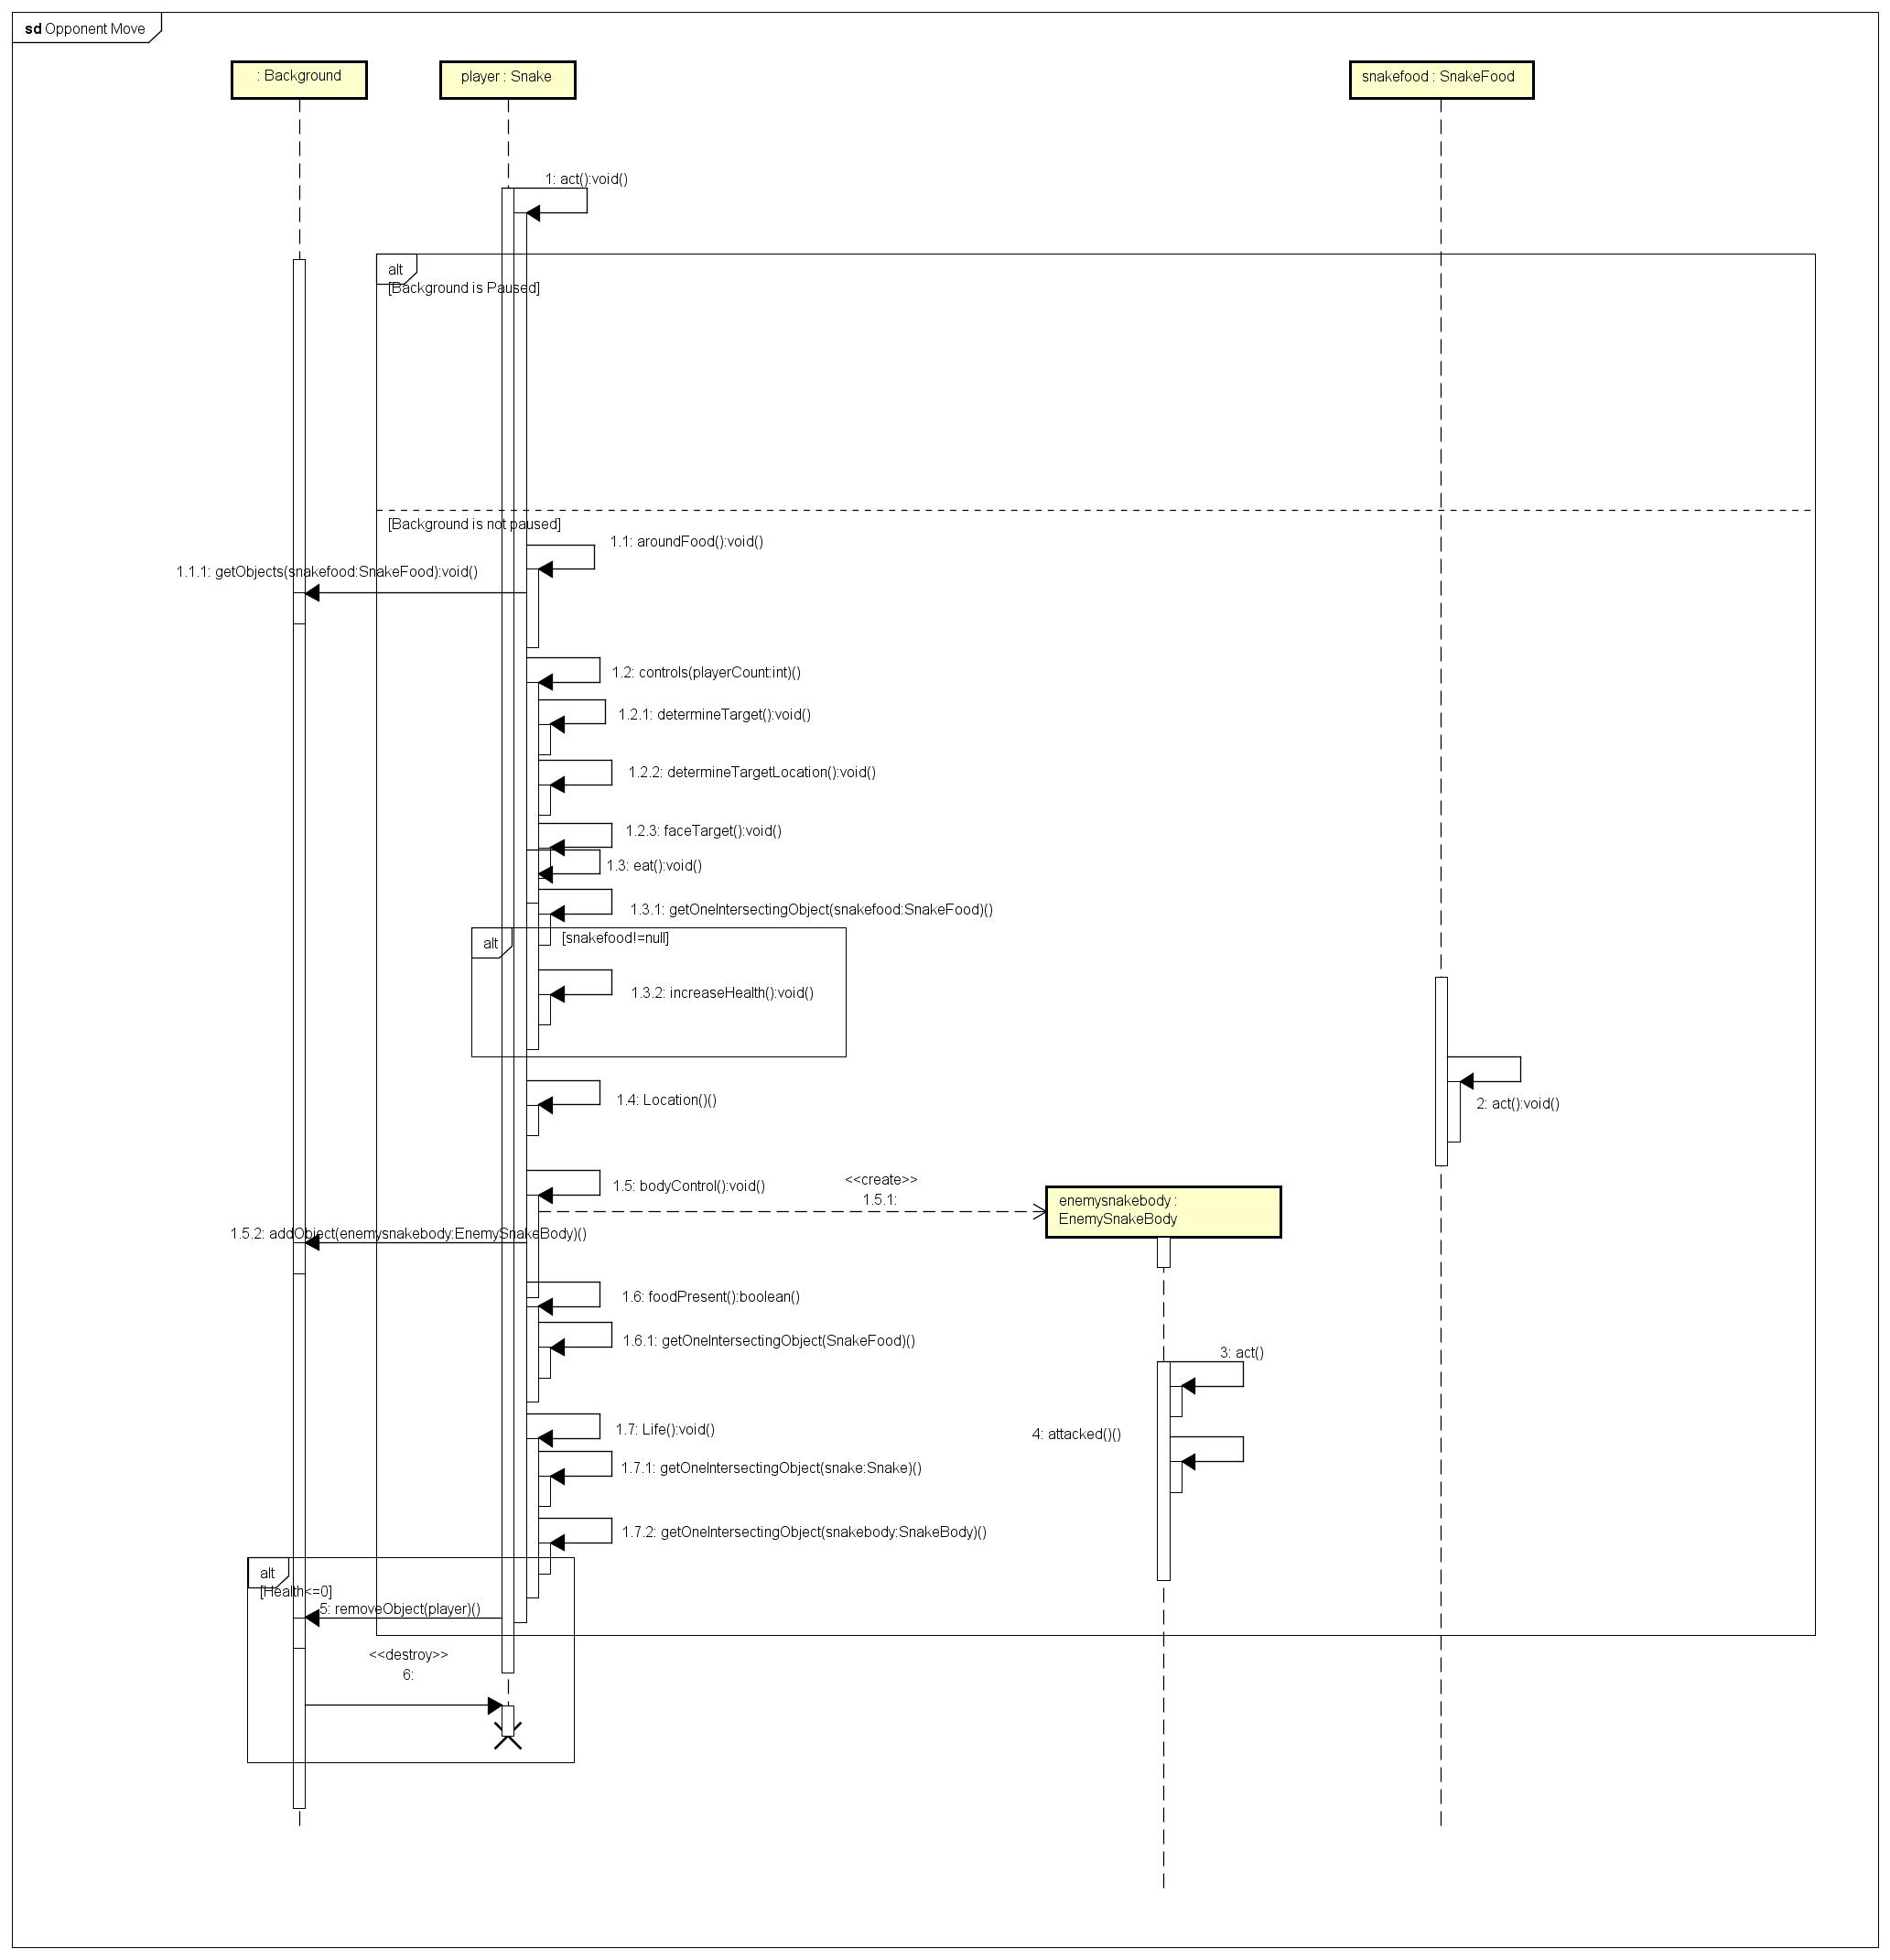 sd Opponent Move
: Background
player : Snake
snakefood : SnakeFood
1: act():void()
alt
[Background is Paused]
[Background is not paused]
1.1: aroundFood():void()
1.1.1: getObjects(snakefood:SnakeFood):void()
1.2: controls(playerCount:int)()
1.2.1: determineTarget():void()
1.2.2: determineTargetLocation():void()
1.2.3: faceTarget():void()
1.3: eat():void()
1.3.1: getOneIntersectingObject(snakefood:SnakeFood)()
alt
[snakefood!=null]
1.3.2: increaseHealth():void()
1.4: Location()()
2: act():void()
1.5: bodyControl():void()
<<create>>
1.5.1:
enemysnakebody :
EnemySnakeBody
1.5.2: addObject(enemysnakebody:EnemySnakeBody)()
1.6: foodPresent():boolean()
1.6.1: getOneIntersectingObject(SnakeFood)()
3: act()
1.7: Life():void()
4: attacked()()
1.7.1: getOneIntersectingObject(snake:Snake)()
1.7.2: getOneIntersectingObject(snakebody:SnakeBody)()
alt
[Health<=0]
5: removeObject(player)()
<<destroy>>
6: